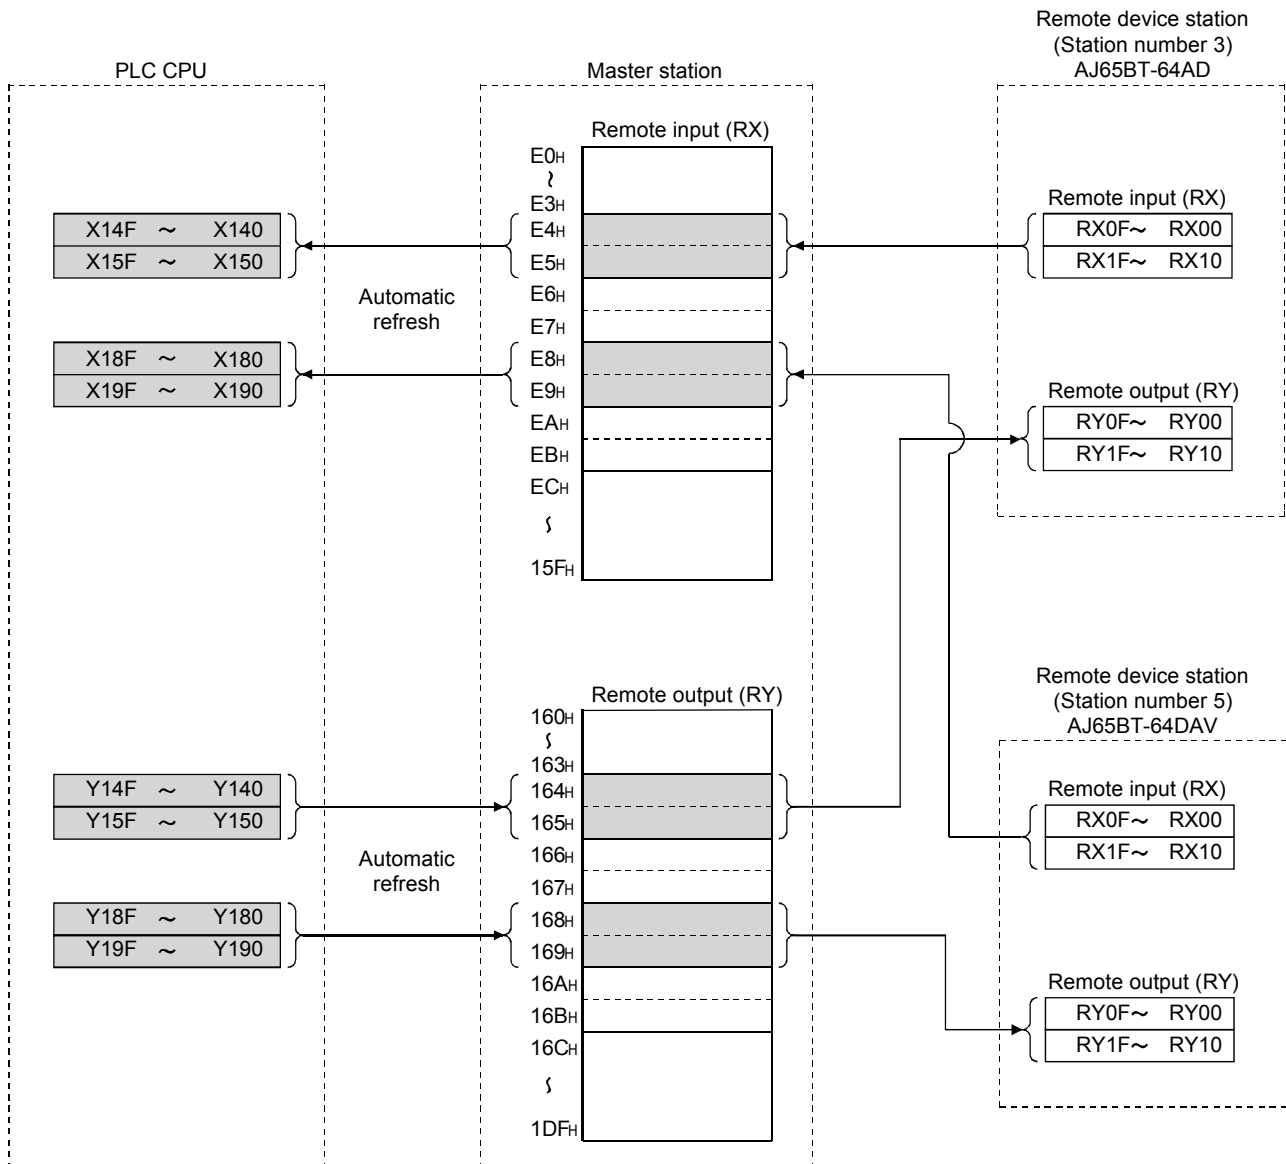 Remote device station
(Station number 3)
AJ65BT-64AD
PLC CPU
Master station
Remote input (RX)
E0H
~
E3H
E4H
E5H
E6H
E7H
E8H
E9H
EAH
EBH
ECH
~
15FH
X14F ~ X140
X15F ~ X150
Automatic
refresh
X18F ~ X180
X19F ~ X190
Remote input (RX)
RX0F~ RX00
RX1F~ RX10
Remote output (RY)
RY0F~ RY00
RY1F~ RY10
Remote output (RY)
160H
~
163H
164H
165H
166H
167H
168H
169H
16AH
16BH
16CH
~
1DFH
Y14F ~ Y140
Y15F ~ Y150
Automatic
refresh
Y18F ~ Y180
Y19F ~ Y190
Remote device station
(Station number 5)
AJ65BT-64DAV
Remote input (RX)
RX0F~ RX00
RX1F~ RX10
Remote output (RY)
RY0F~ RY00
RY1F~ RY10